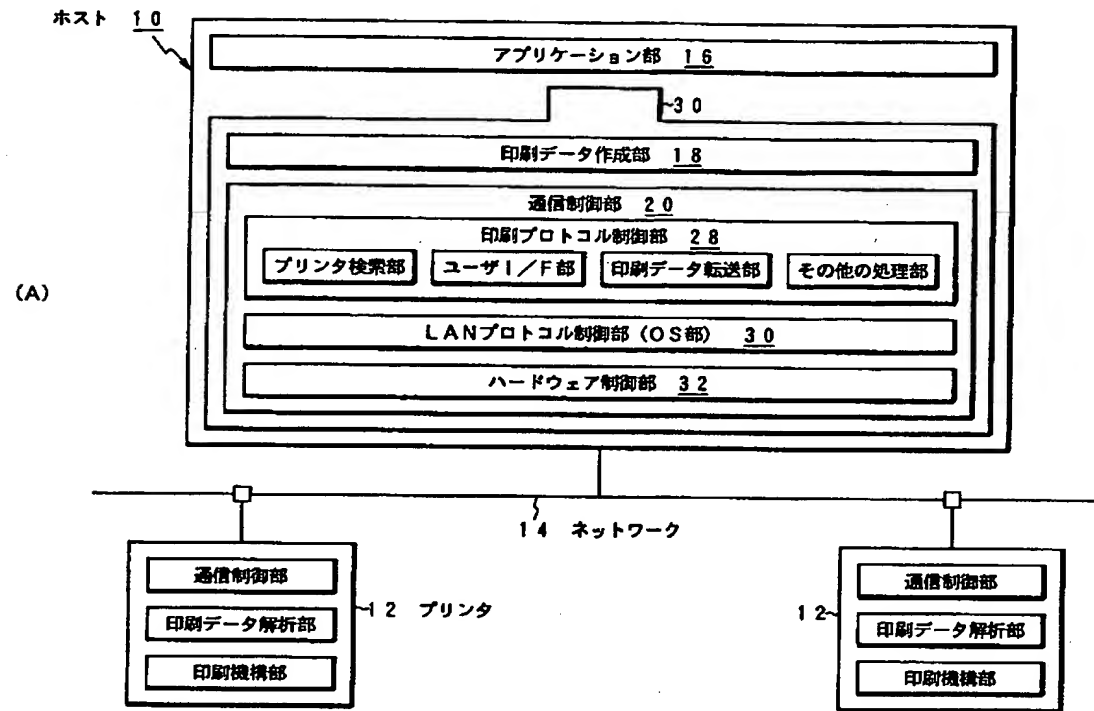 ホスト 10
アプリケーション部 16
30
印刷データ作成部 18
通信制御部 20
印刷プロトコル制御部 28
プリンタ検索部 ユーザI/F部 印刷データ転送部 その他の処理部
(A)
LANプロトコル制御部(OS部) 30
ハードウェア制御部 32
14 ネットワーク
通信制御部
12 プリンタ
印刷データ解析部
印刷機構部
通信制御部
12
印刷データ解析部
印刷機構部